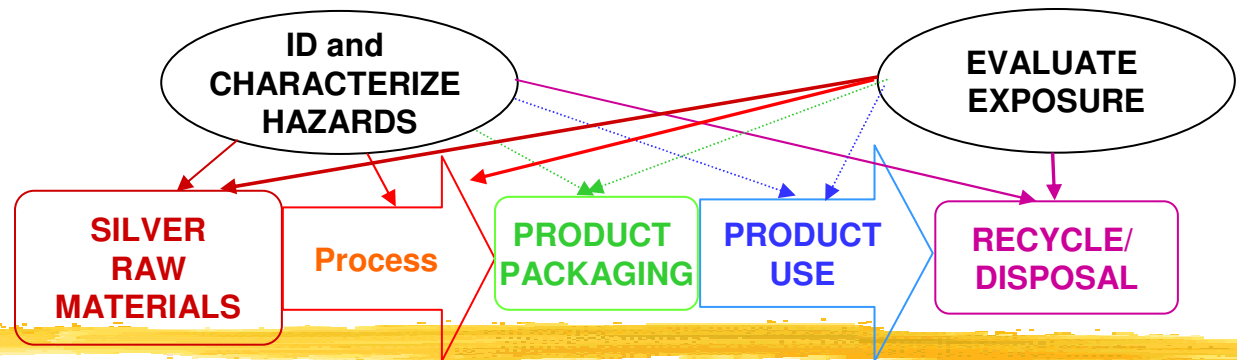 ID and
CHARACTERIZE
HAZARDS
EVALUATE
EXPOSURE
SILVER
RAW
MATERIALS
Process
PRODUCT
PACKAGING
PRODUCT
USE
RECYCLE/
DISPOSAL